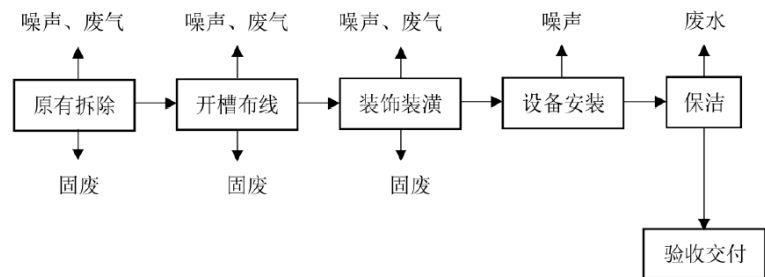 噪声、废气 噪声、废气 噪声、废气 噪声 废水
原有拆除 开槽布线 装饰装潢 设备安装 保洁
固废 固废 固废
验收交付